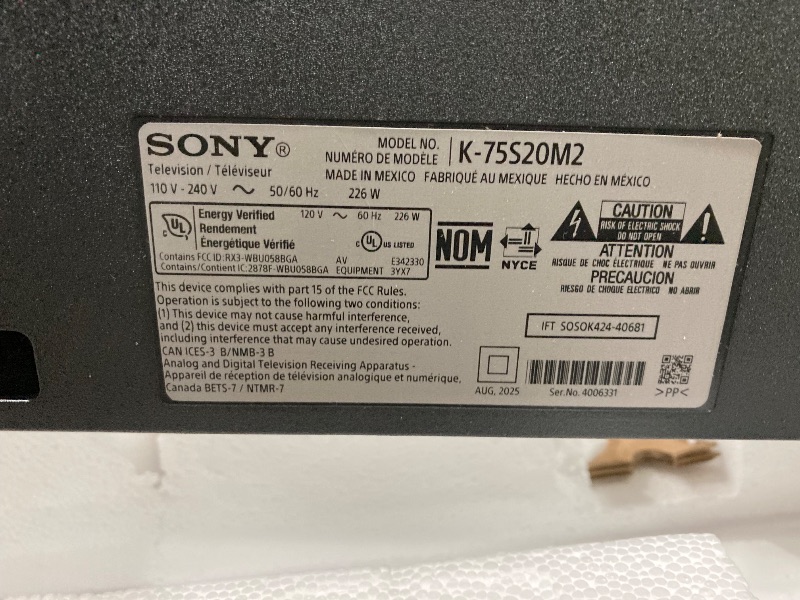 SONY®
MODEL NO.
NUMÉRO DE MODÈLE
K-75S20M2
Television / Téléviseur
MADE IN MEXICO FABRIQUÉ AU MEXIQUE HECHO EN MÉXICO
110 V - 240 V ～ 50/60 Hz 226 W
UL
Energy Verified
Rendement
Énergétique Vérifié
120 V ～ 60 Hz 226 W
c UL US LISTED
Contains FCC ID:RX3-WBU058BGA
Contains/Contient IC:2878F-WBU058BGA
AV
EQUIPMENT
E342330
3YX7
NOM
NYCE
CAUTION
RISK OF ELECTRIC SHOCK
DO NOT OPEN
ATTENTION
RISQUE DE CHOC ÉLECTRIQUE NE PAS OUVRIR
PRECAUCION
RIESGO DE CHOQUE ELECTRICO NO ABRIR
This device complies with part 15 of the FCC Rules.
Operation is subject to the following two conditions:
(1) This device may not cause harmful interference,
and (2) this device must accept any interference received,
including interference that may cause undesired operation.
CAN ICES-3 B/NMB-3 B
Analog and Digital Television Receiving Apparatus -
Appareil de réception de télévision analogique et numérique,
Canada BETS-7 / NTMR-7
IFT SOSOK424-40681
AUG, 2025
Ser.No. 4006331
>PP<